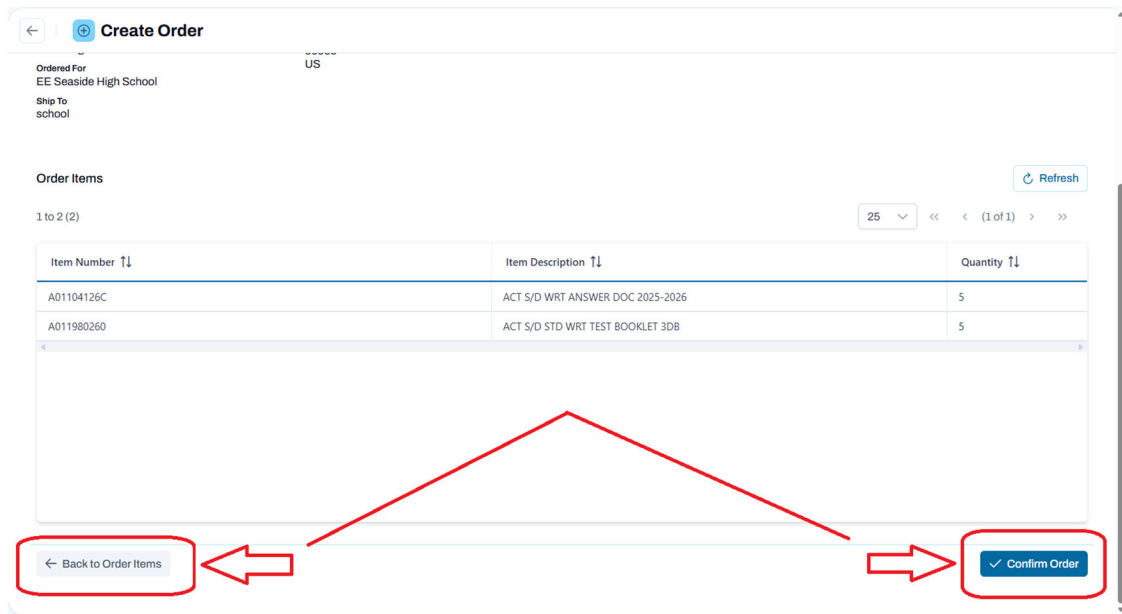 Create Order
Ordered For
EE Seaside High School
Ship To
school
US
Order Items
Refresh
1 to 2 (2)
25
(1 of 1)
Item Number Item Description Quantity
A01104126C ACT S/D WRT ANSWER DOC 2025-2026 5
A011980260 ACT S/D STD WRT TEST BOOKLET 3DB 5
Back to Order Items
Confirm Order